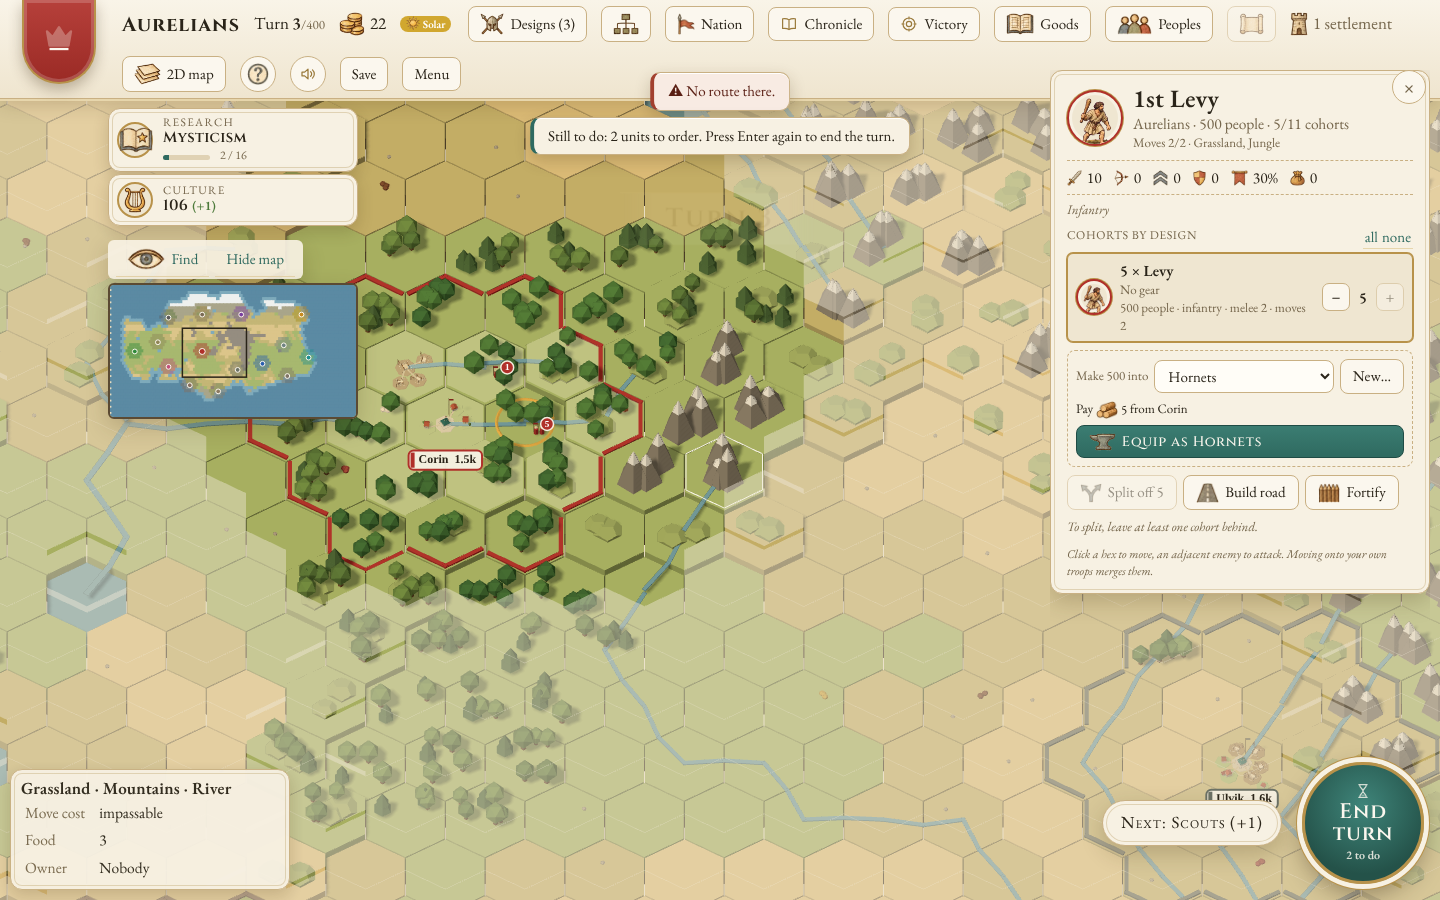 AURELIANS
Turn 3/400
22
Solar
Designs (3)
Nation
Chronicle
Victory
Goods
Peoples
1 settlement
2D map
?
Save
Menu
No route there.
Still to do: 2 units to order. Press Enter again to end the turn.
RESEARCH
MYSTICISM
2 / 16
CULTURE
106 (+1)
Find
Hide map
1
5
Corin 1.5k
Ulvik 1.6k
1st Levy
×
Aurelians · 500 people · 5/11 cohorts
Moves 2/2 · Grassland, Jungle
10
0
0
0
30%
0
Infantry
COHORTS BY DESIGN
all none
5 × Levy
No gear
500 people · infantry · melee 2 · moves
2
− 5 +
Make 500 into
Hornets
New...
Pay 5 from Corin
EQUIP AS HORNETS
Split off 5
Build road
Fortify
To split, leave at least one cohort behind.
Click a hex to move, an adjacent enemy to attack. Moving onto your own
troops merges them.
Grassland · Mountains · River
Move cost impassable
Food 3
Owner Nobody
NEXT: SCOUTS (+1)
END
TURN
2 to do